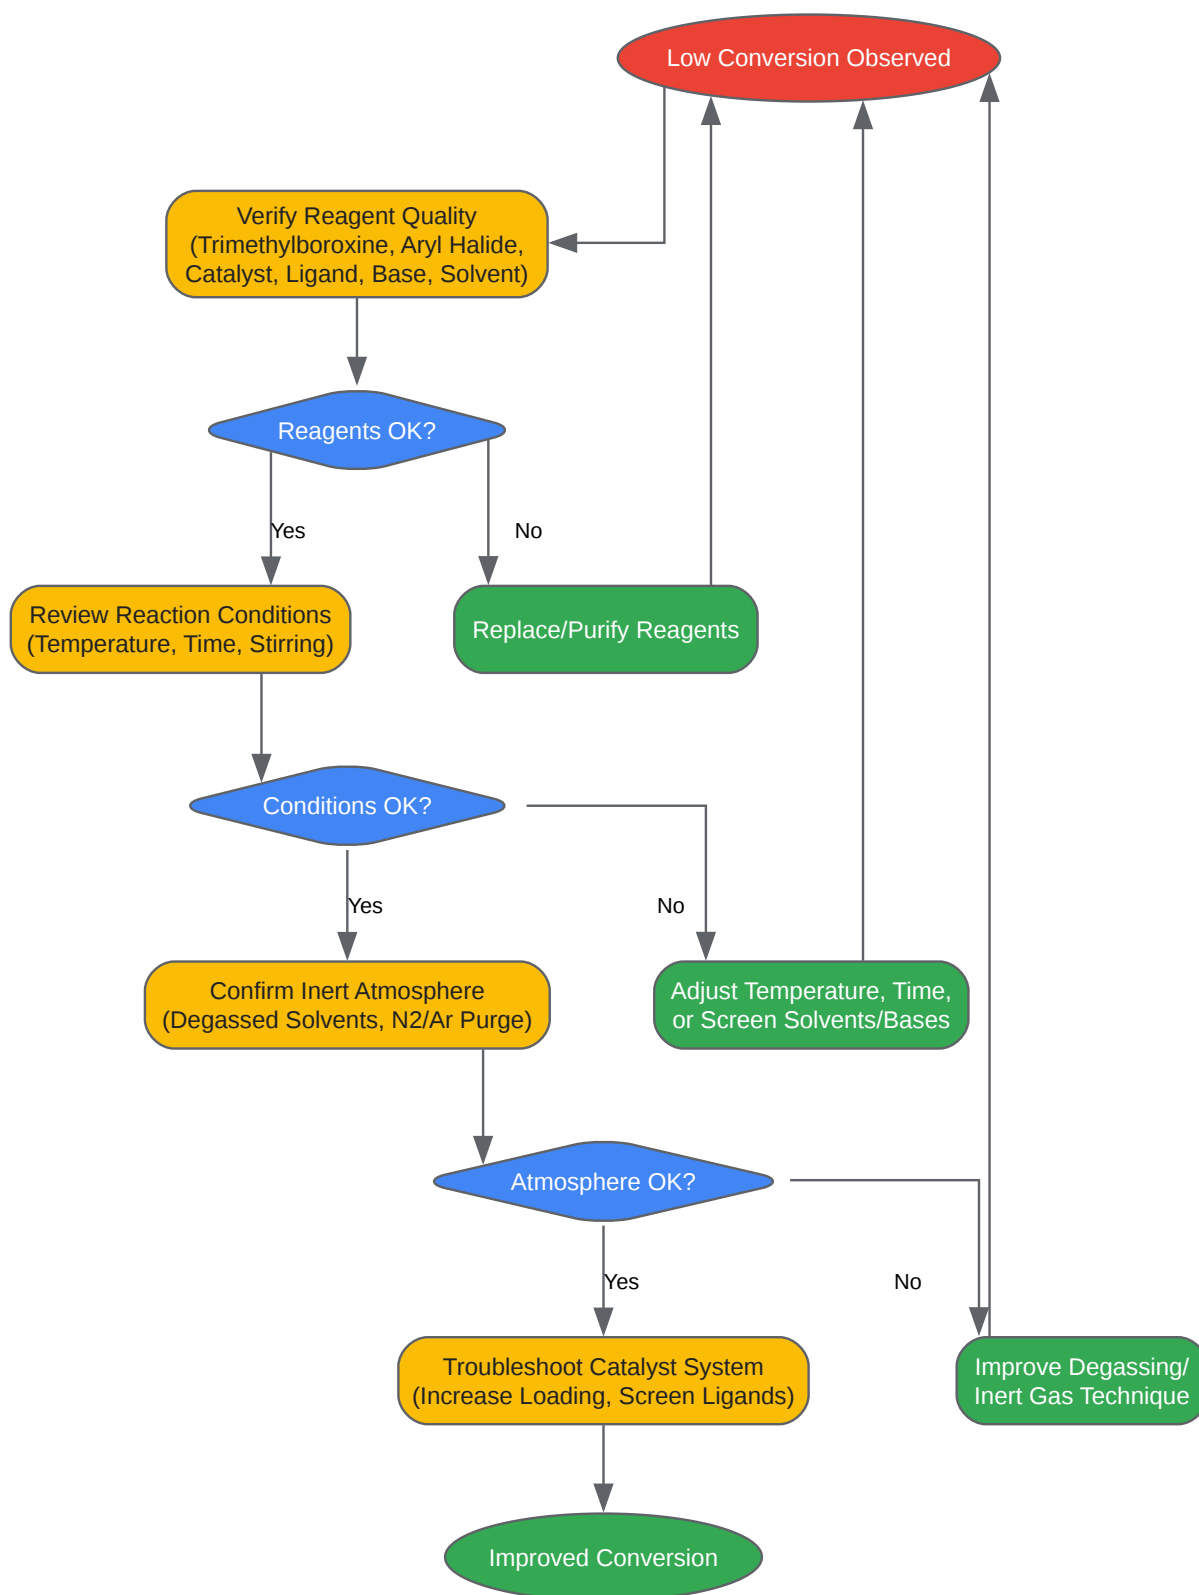 Low Conversion Observed
Verify Reagent Quality
(Trimethylboroxine, Aryl Halide,
Catalyst, Ligand, Base, Solvent)
Reagents OK?
Yes
No
Review Reaction Conditions
(Temperature, Time, Stirring)
Replace/Purify Reagents
Conditions OK?
Yes
No
Confirm Inert Atmosphere
(Degassed Solvents, N2/Ar Purge)
Adjust Temperature, Time,
or Screen Solvents/Bases
Atmosphere OK?
Yes
No
Troubleshoot Catalyst System
(Increase Loading, Screen Ligands)
Improve Degassing/
Inert Gas Technique
Improved Conversion